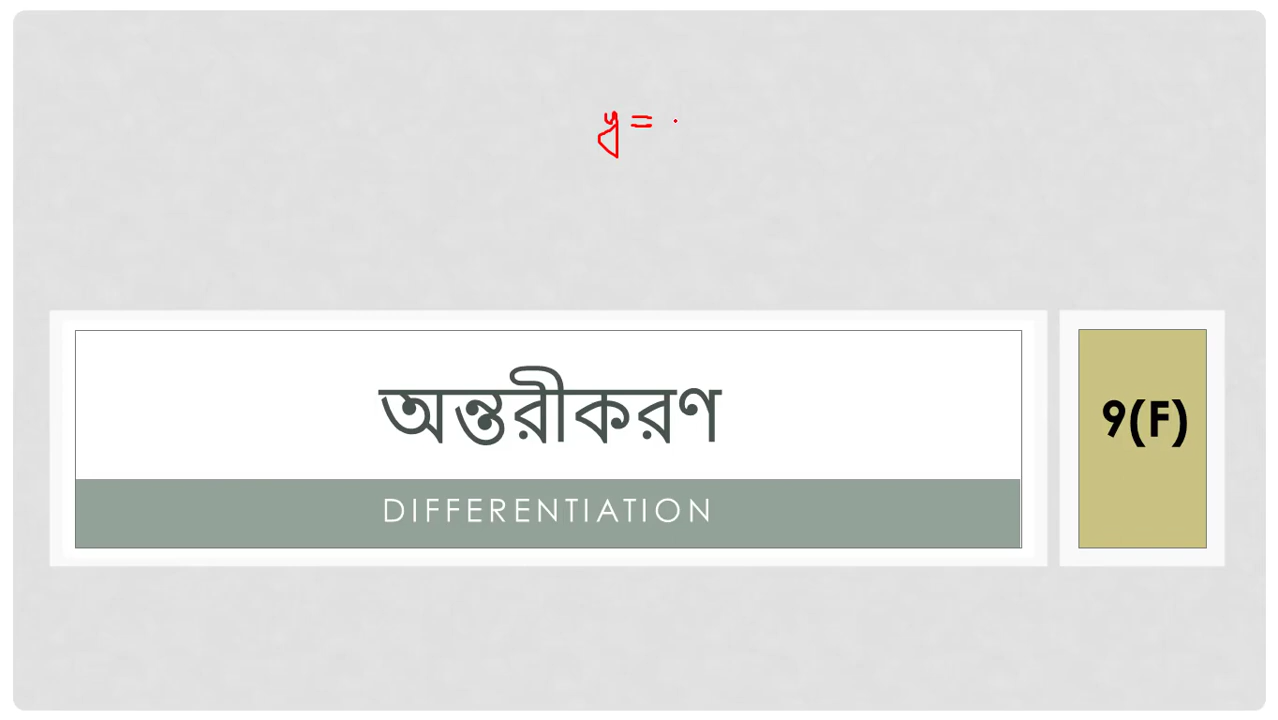 y =
অন্তরীকরণ
DIFFERENTIATION
9(F)